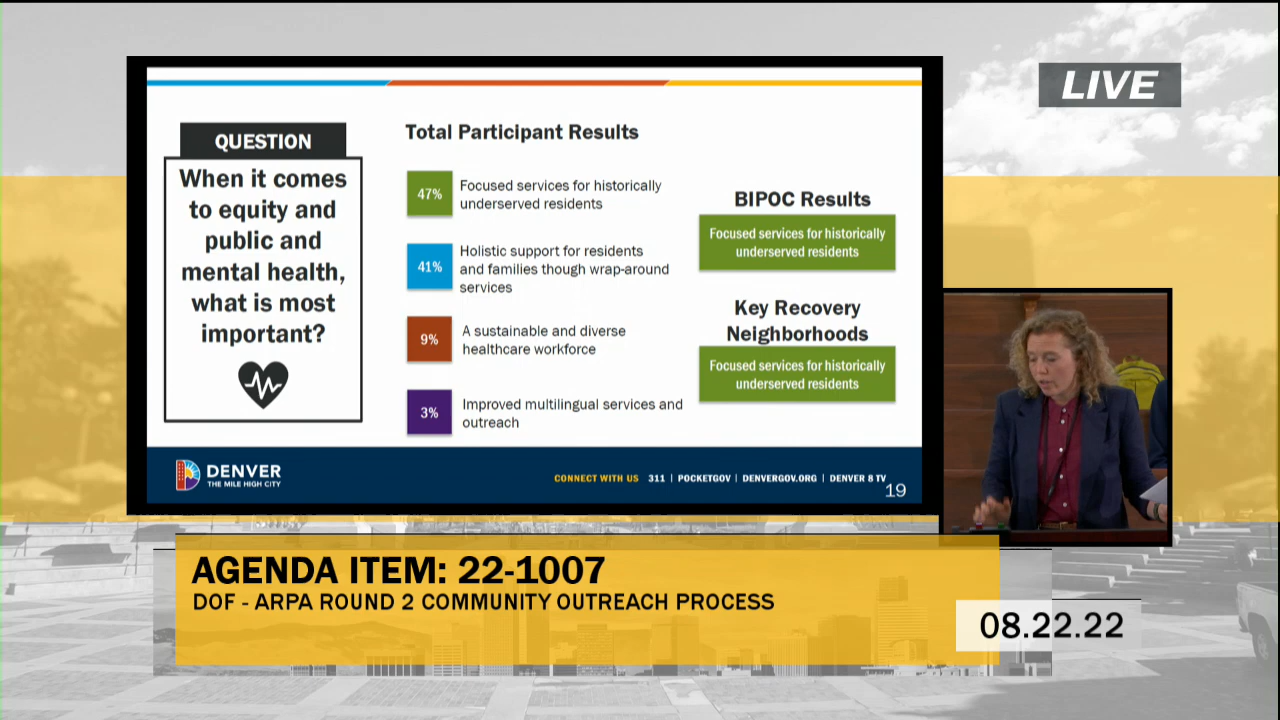 LIVE
QUESTION
When it comes
to equity and
public and
mental health,
what is most
important?
Total Participant Results
47%
Focused services for historically
underserved residents
41%
Holistic support for residents
and families though wrap-around
services
9%
A sustainable and diverse
healthcare workforce
3%
Improved multilingual services and
outreach
BIPOC Results
Focused services for historically
underserved residents
Key Recovery
Neighborhoods
Focused services for historically
underserved residents
DENVER
THE MILE HIGH CITY
CONNECT WITH US 311 | POCKETGOV | DENVERGOV.ORG | DENVER 8 TV
19
AGENDA ITEM: 22-1007
DOF - ARPA ROUND 2 COMMUNITY OUTREACH PROCESS
08.22.22